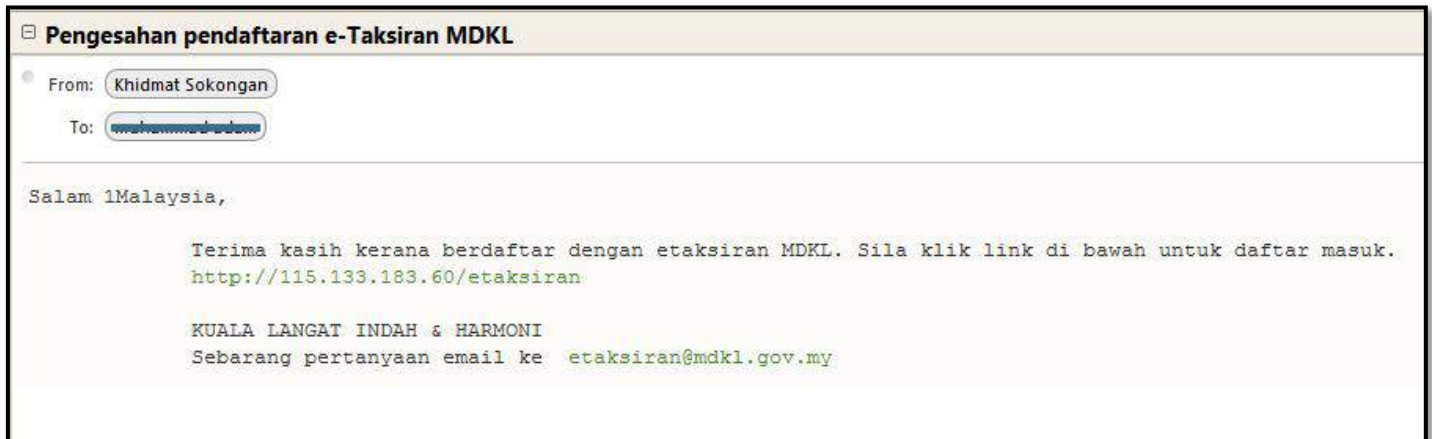 Pengesahan pendaftaran e-Taksiran MDKL
From: Khidmat Sokongan
To:
Salam 1Malaysia,
Terima kasih kerana berdaftar dengan etaksiran MDKL. Sila klik link di bawah untuk daftar masuk.
http://115.133.183.60/etaksiran
KUALA LANGAT INDAH & HARMONI
Sebarang pertanyaan email ke etaksiran@mdkl.gov.my